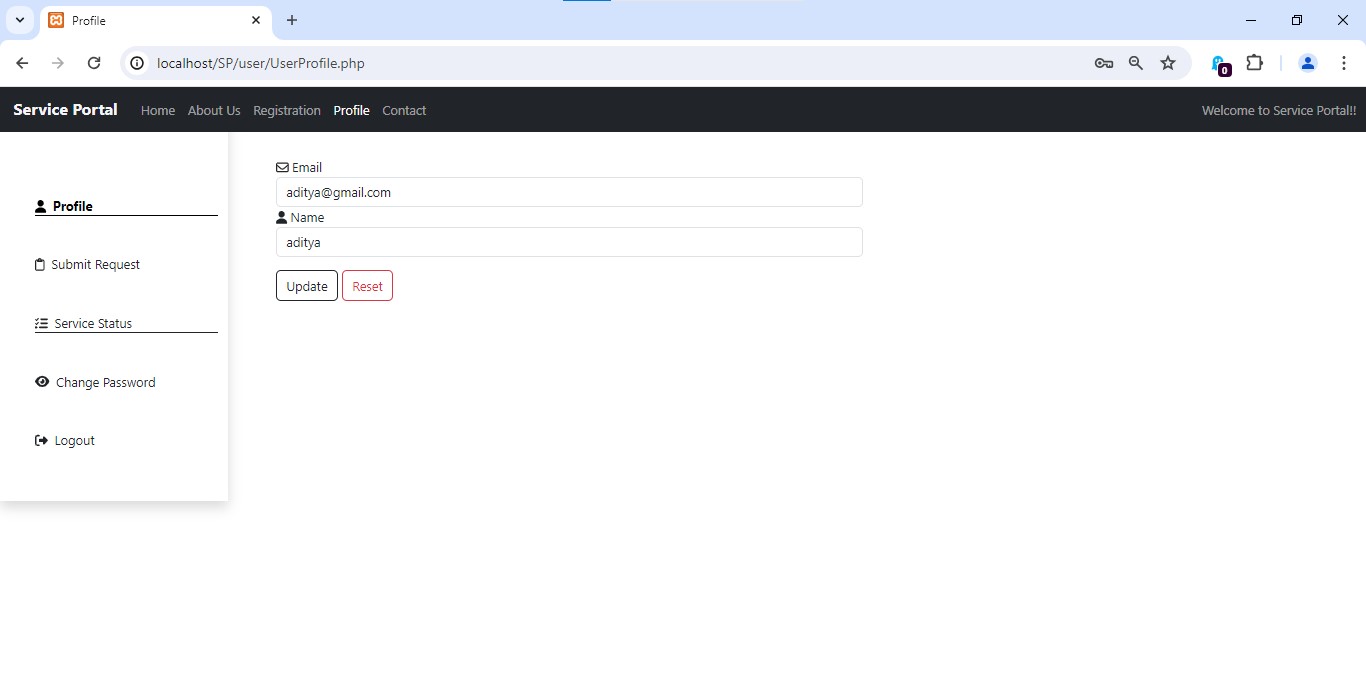 Profile
localhost/SP/user/UserProfile.php
0
Service Portal Home About Us Registration Profile Contact Welcome to Service Portal!!
Profile
Submit Request
Service Status
Change Password
Logout
Email
aditya@gmail.com
Name
aditya
Update Reset